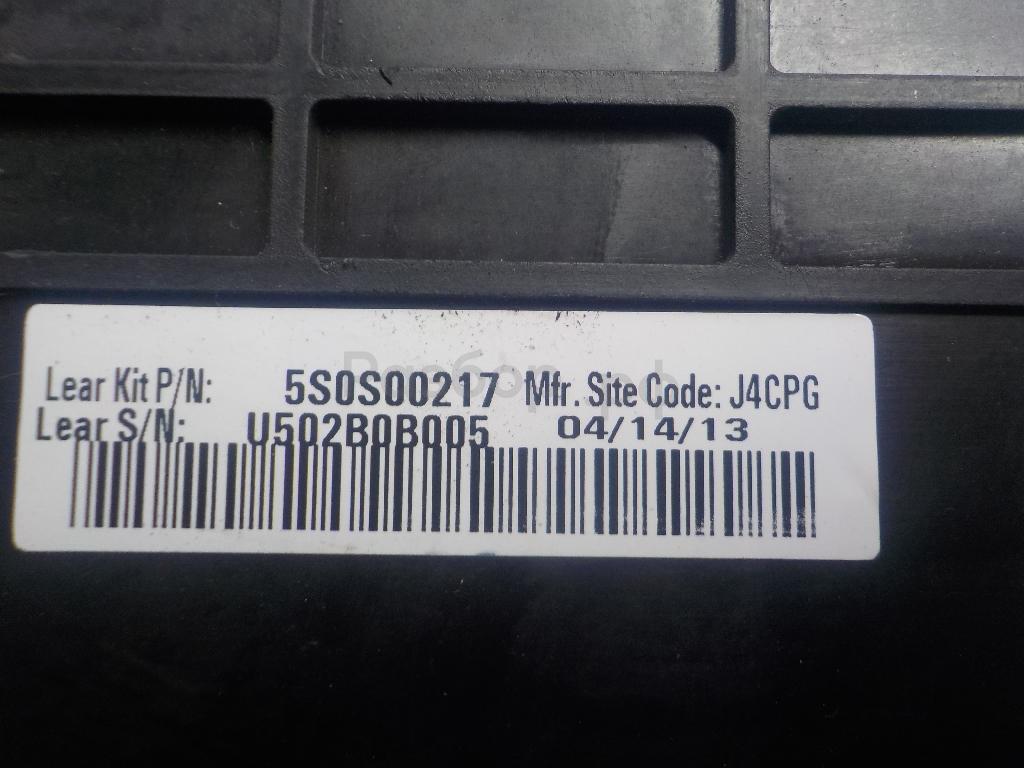 Lear Kit P/N: 5S0S00217 Mfr. Site Code: J4CPG
Lear S/N: U502B0B005 04/14/13